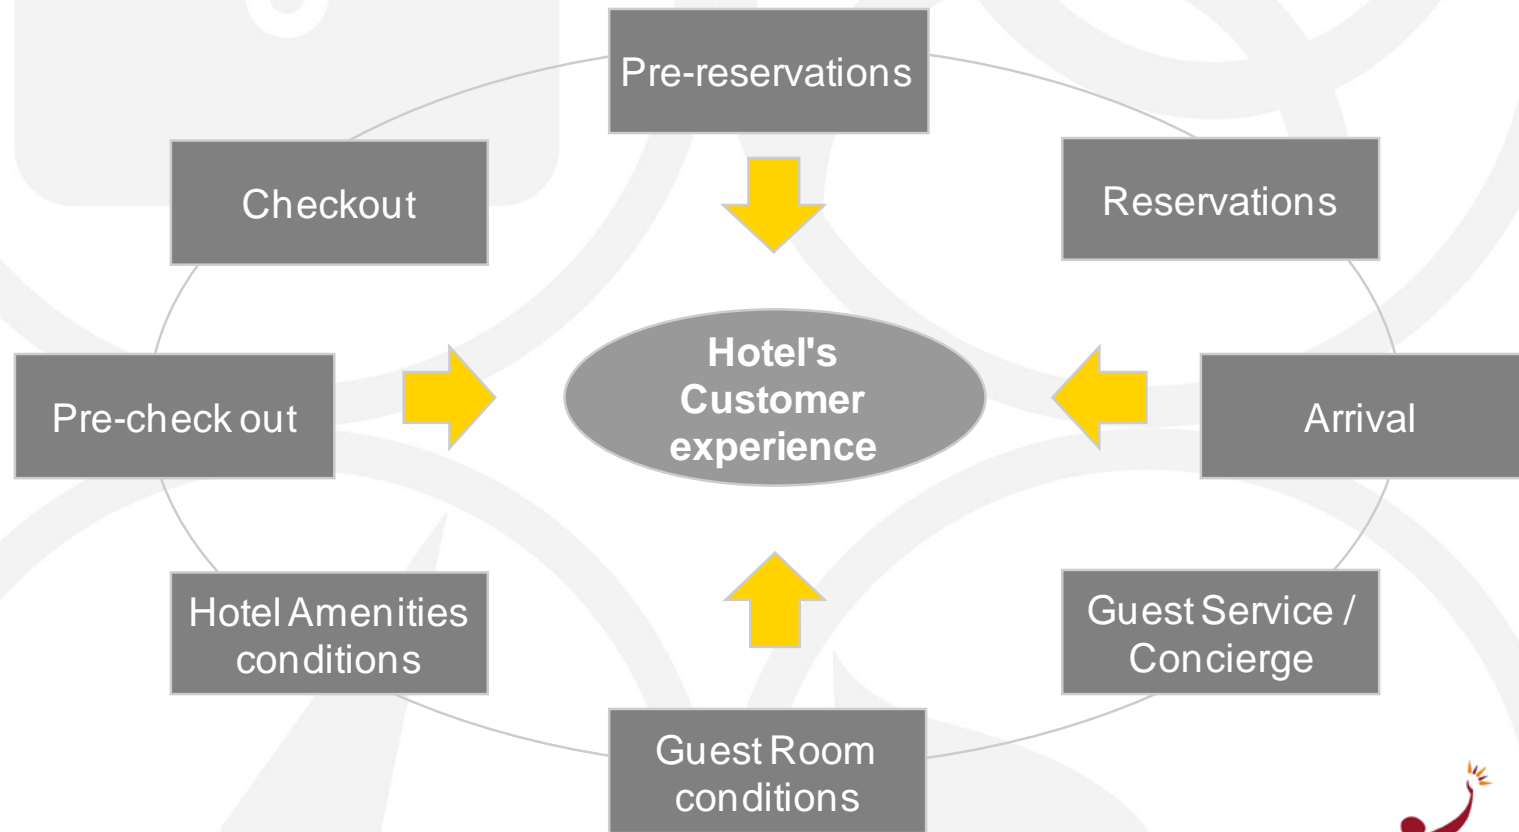 Pre-reservations
Checkout
Reservations
Hotel's
Customer
experience
Pre-check out
Arrival
Hotel Amenities
conditions
Guest Service /
Concierge
Guest Room
conditions